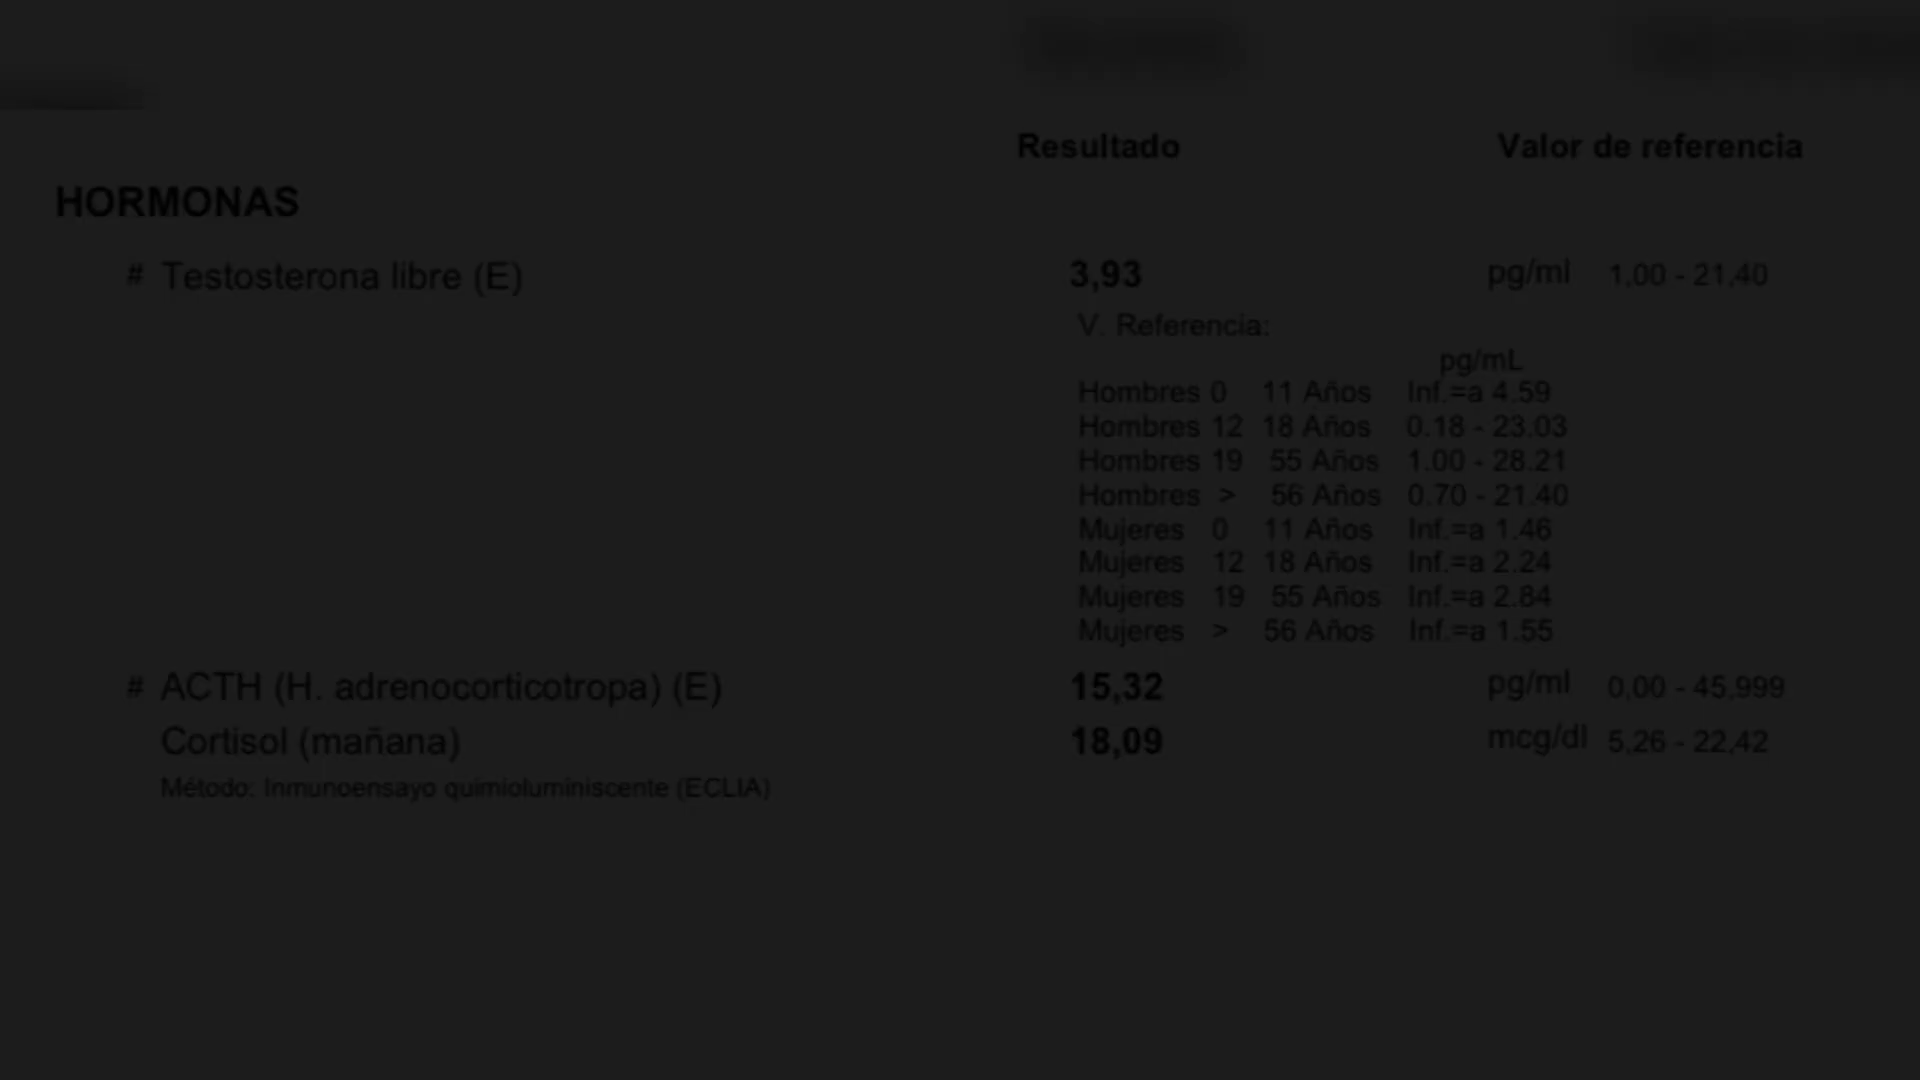 Resultado Valor de referencia
HORMONAS
# Testosterona libre (E) 3,93 pg/ml 1,00 - 21,40
V. Referencia:
pg/mL
Hombres 0 11 Años Inf.=a 4.59
Hombres 12 18 Años 0.18 - 23.03
Hombres 19 55 Años 1.00 - 28.21
Hombres > 56 Años 0.70 - 21.40
Mujeres 0 11 Años Inf.=a 1.46
Mujeres 12 18 Años Inf.=a 2.24
Mujeres 19 55 Años Inf.=a 2.84
Mujeres > 56 Años Inf.=a 1.55
# ACTH (H. adrenocorticotropa) (E) 15,32 pg/ml 0,00 - 45,999
Cortisol (mañana) 18,09 mcg/dl 5,26 - 22,42
Método: Inmunoensayo quimioluminiscente (ECLIA)